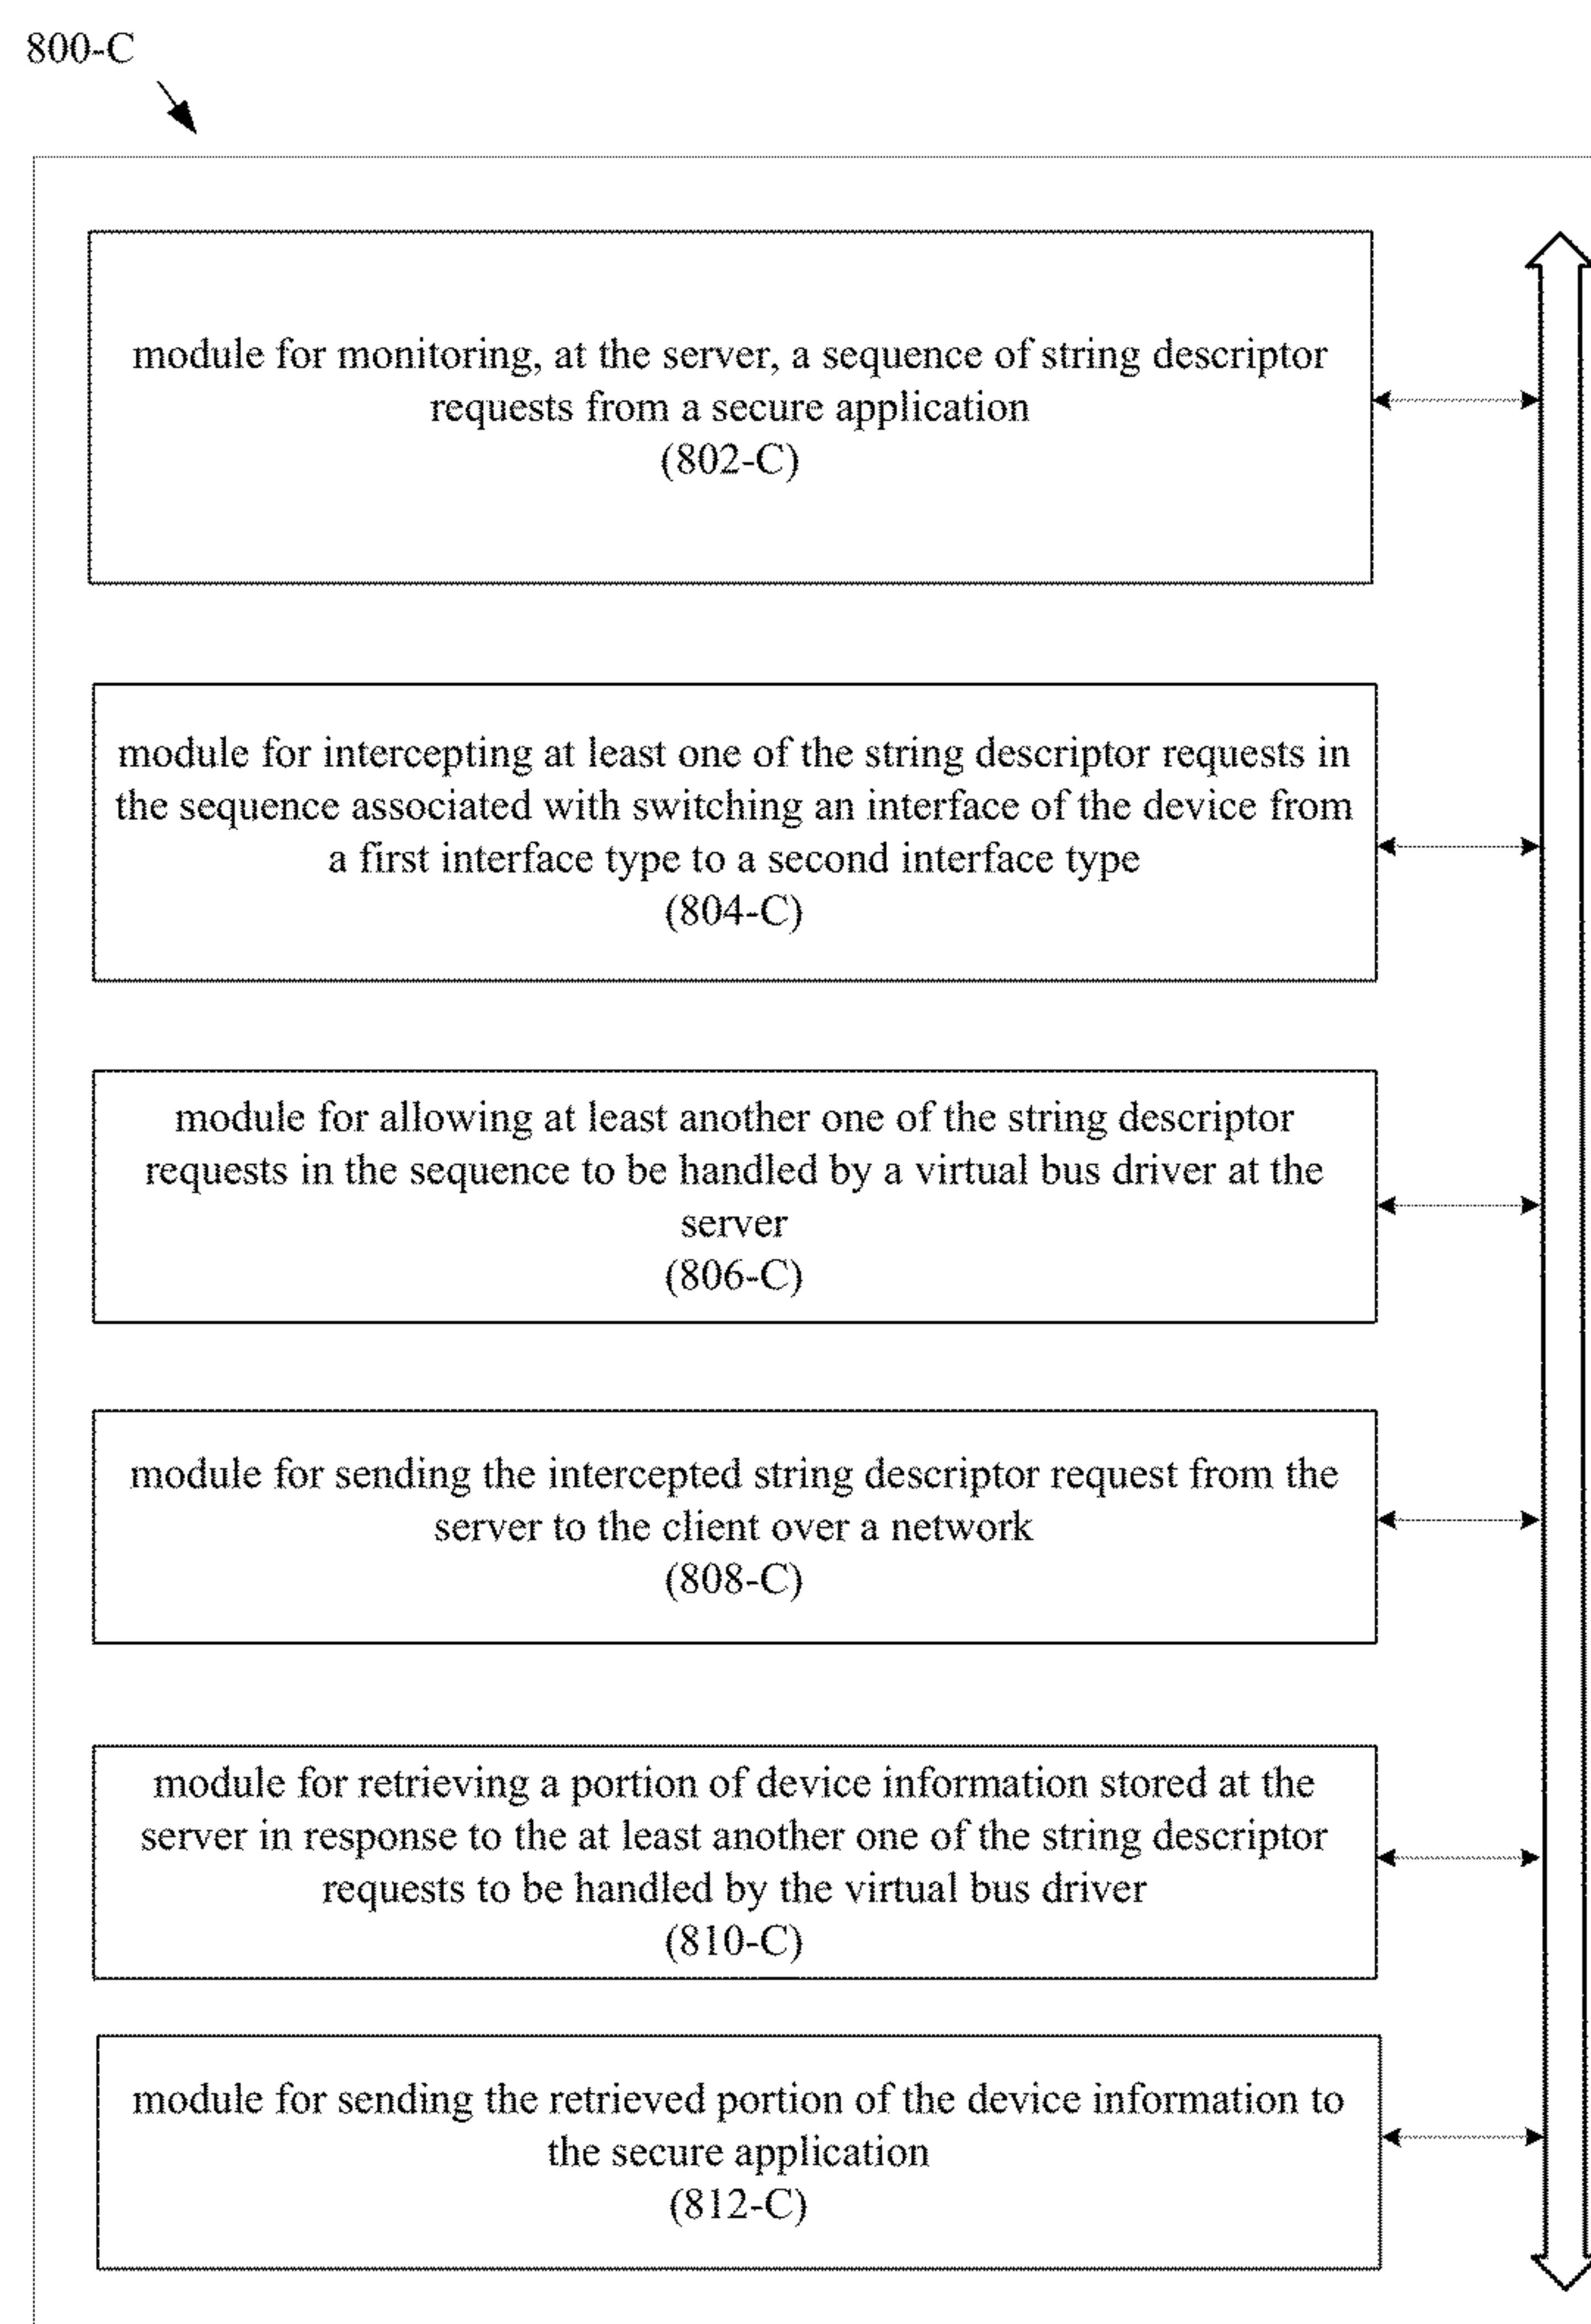 800-C
module for monitoring, at the server, a sequence of string descriptor
requests from a secure application
(802-C)
module for intercepting at least one of the string descriptor requests in
the sequence associated with switching an interface of the device from
a first interface type to a second interface type
(804-C)
module for allowing at least another one of the string descriptor
requests in the sequence to be handled by a virtual bus driver at the
server
(806-C)
module for sending the intercepted string descriptor request from the
server to the client over a network
(808-C)
module for retrieving a portion of device information stored at the
server in response to the at least another one of the string descriptor
requests to be handled by the virtual bus driver
(810-C)
module for sending the retrieved portion of the device information to
the secure application
(812-C)